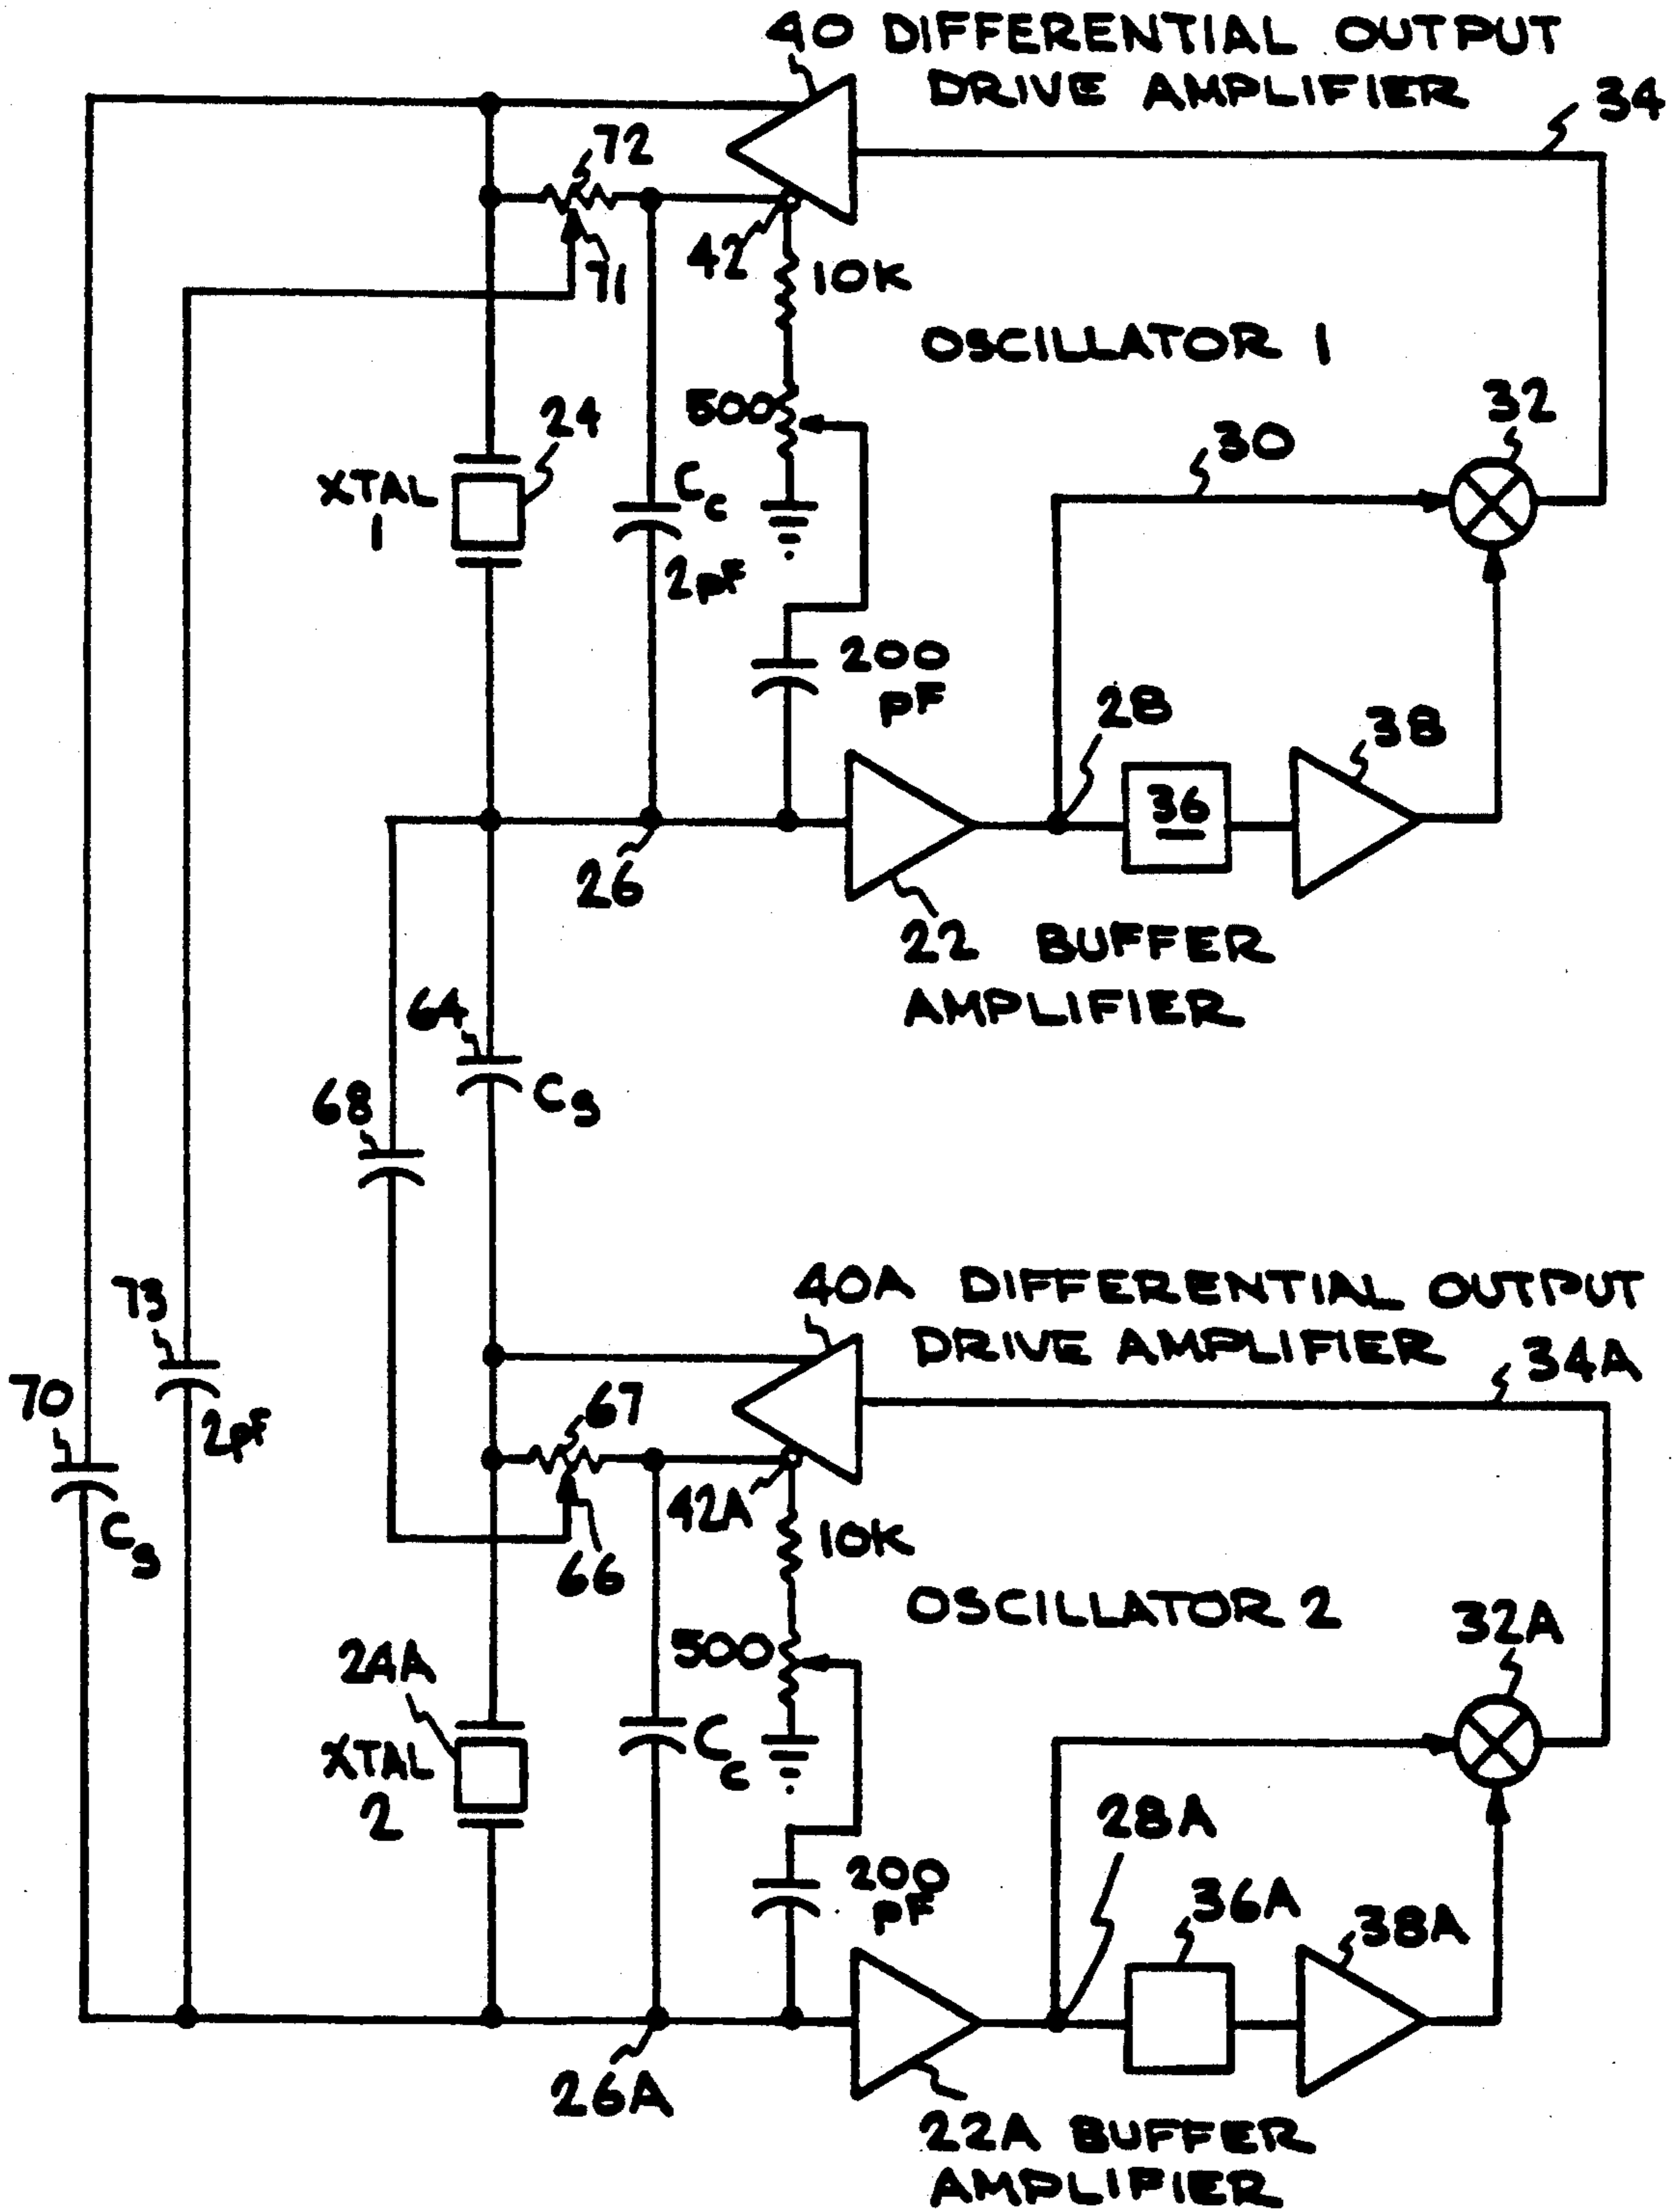 40 DIFFERENTIAL OUTPUT
DRIVE AMPLIFIER
34
72
42
71
10K
OSCILLATOR 1
500
32
30
24
XTAL
1
Cc
2pF
200
pF
28
38
36
26
22 BUFFER
AMPLIFIER
64
Cs
68
40A DIFFERENTIAL OUTPUT
DRIVE AMPLIFIER
34A
73
2pF
70
Cs
67
42A
66
10K
OSCILLATOR 2
500
32A
24A
XTAL
2
Cc
28A
200
pF
36A
38A
26A
22A BUFFER
AMPLIFIER